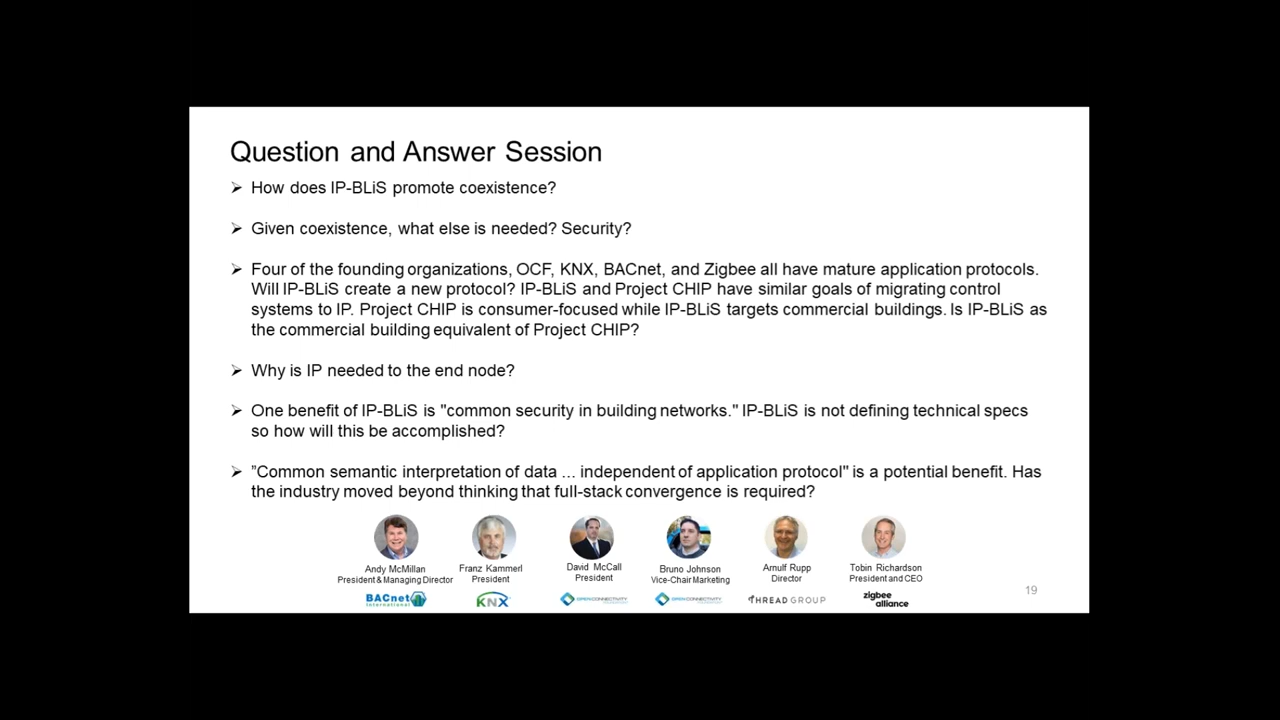 Question and Answer Session
➢ How does IP-BLiS promote coexistence?
➢ Given coexistence, what else is needed? Security?
➢ Four of the founding organizations, OCF, KNX, BACnet, and Zigbee all have mature application protocols.
Will IP-BLiS create a new protocol? IP-BLiS and Project CHIP have similar goals of migrating control
systems to IP. Project CHIP is consumer-focused while IP-BLiS targets commercial buildings. Is IP-BLiS as
the commercial building equivalent of Project CHIP?
➢ Why is IP needed to the end node?
➢ One benefit of IP-BLiS is "common security in building networks." IP-BLiS is not defining technical specs
so how will this be accomplished?
➢ ”Common semantic interpretation of data ... independent of application protocol" is a potential benefit. Has
the industry moved beyond thinking that full-stack convergence is required?
Andy McMillan
President & Managing Director
BACnet
International
Franz Kammerl
President
KNX
David McCall
President
OPEN CONNECTIVITY
Bruno Johnson
Vice-Chair Marketing
OPEN CONNECTIVITY
Arnulf Rupp
Director
THREAD GROUP
Tobin Richardson
President and CEO
zigbee
alliance
19